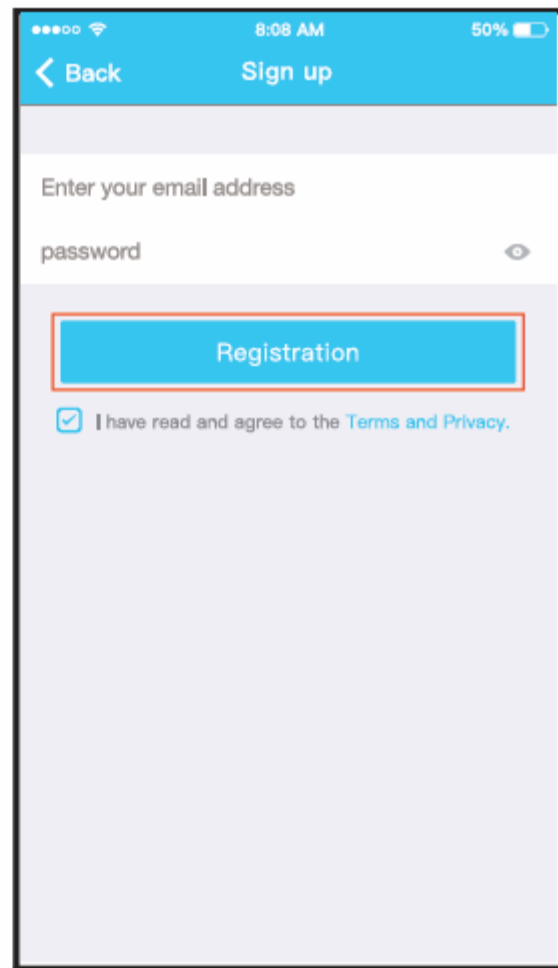 8:08 AM 50%
Back Sign up
Enter your email address
password
Registration
I have read and agree to the Terms and Privacy.